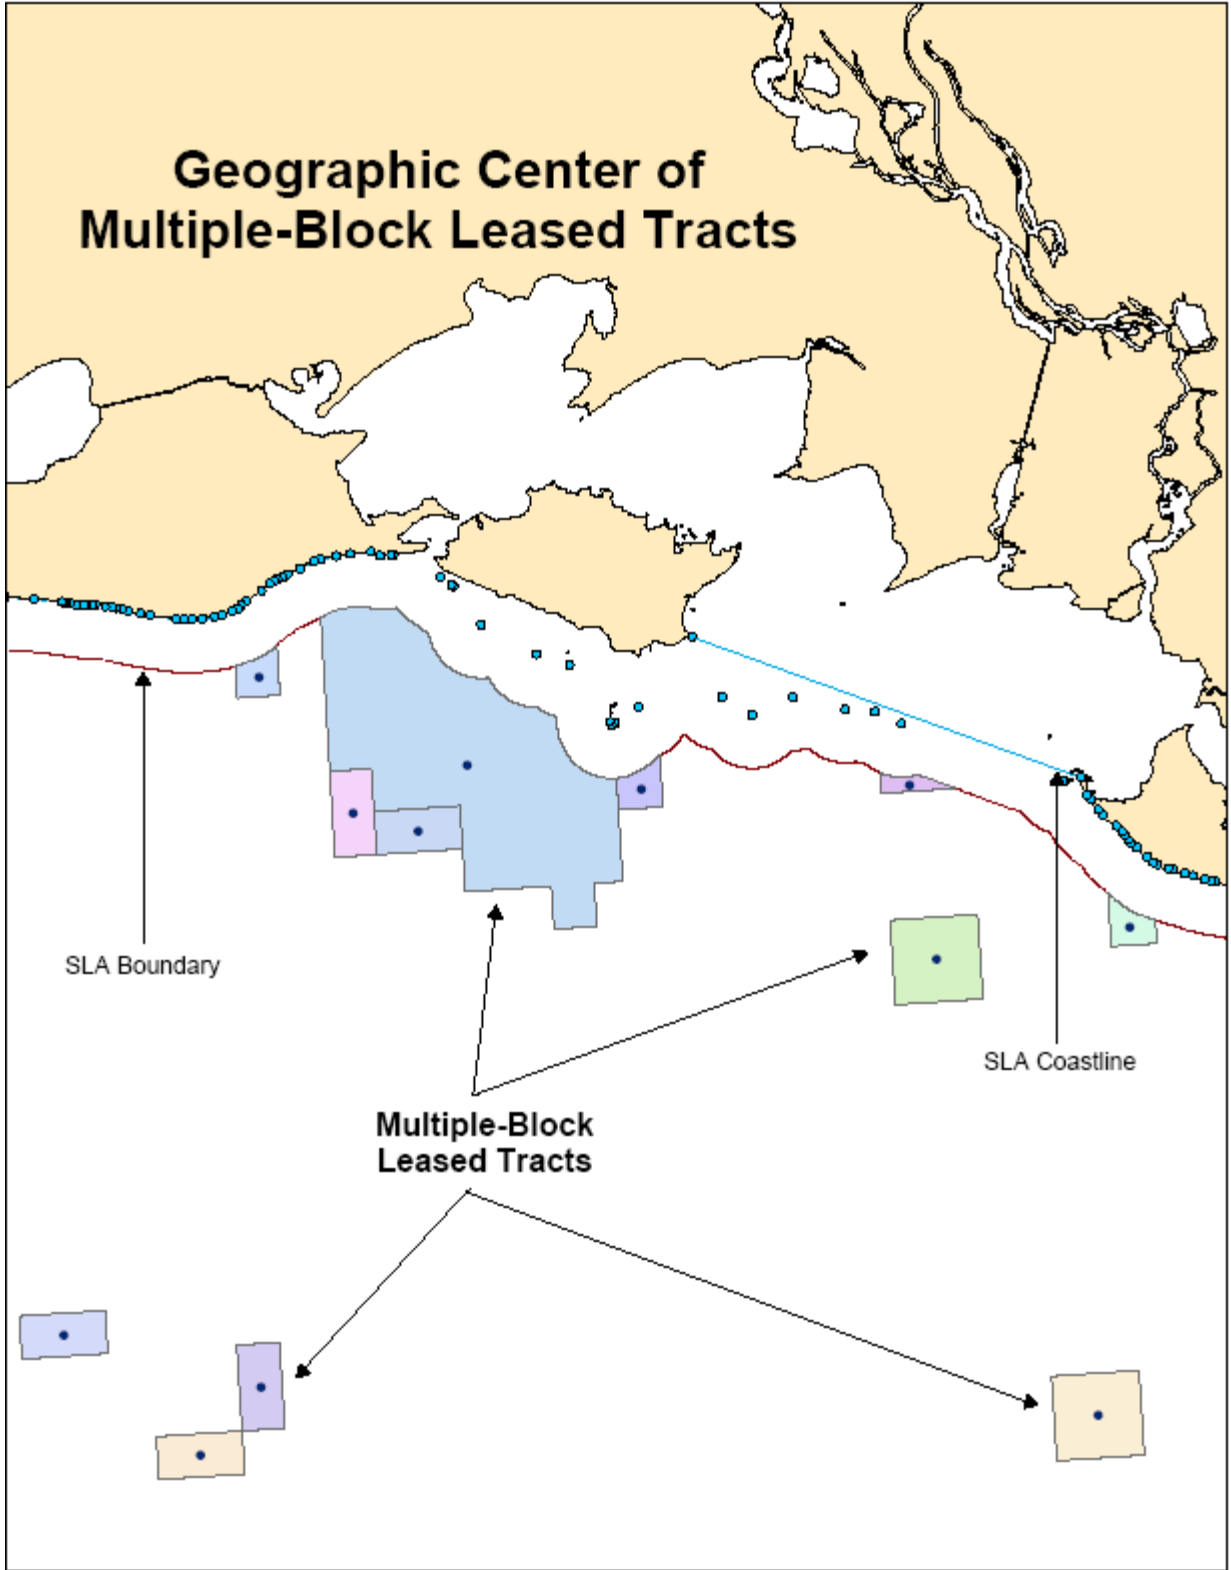 Geographic Center of
Multiple-Block Leased Tracts
SLA Boundary
SLA Coastline
Multiple-Block
Leased Tracts